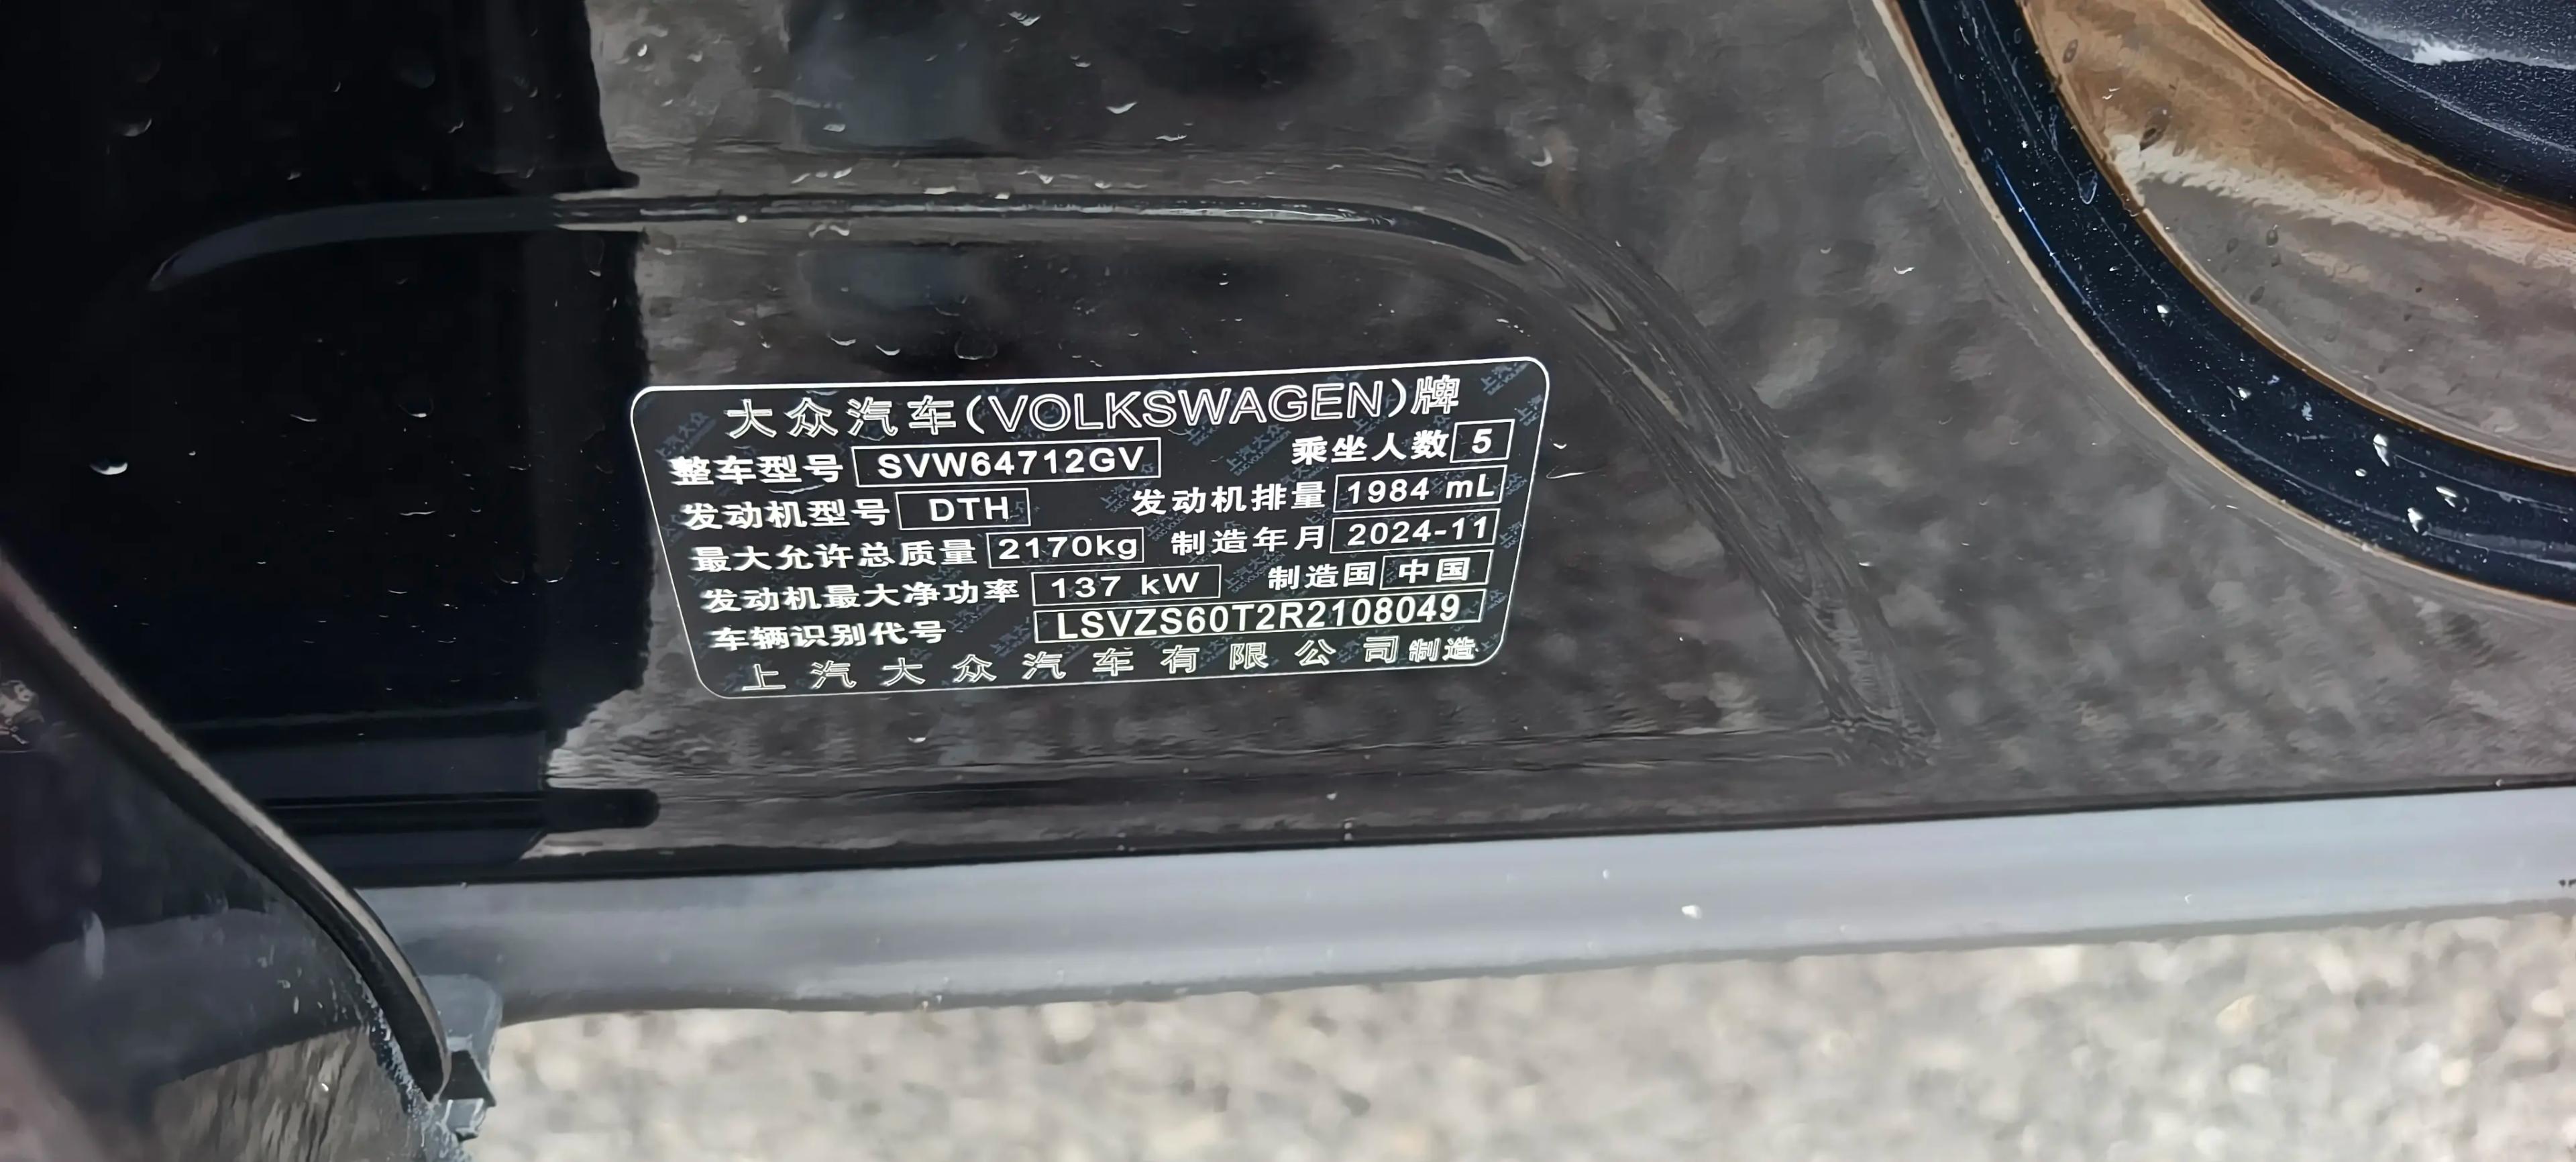 大众汽车(VOLKSWAGEN)牌
整车型号 SVW64712GV 乘坐人数 5
发动机型号 DTH 发动机排量 1984 mL
最大允许总质量 2170kg 制造年月 2024-11
发动机最大净功率 137 kW 制造国 中国
车辆识别代号 LSVZS60T2R2108049
上汽大众汽车有限公司制造